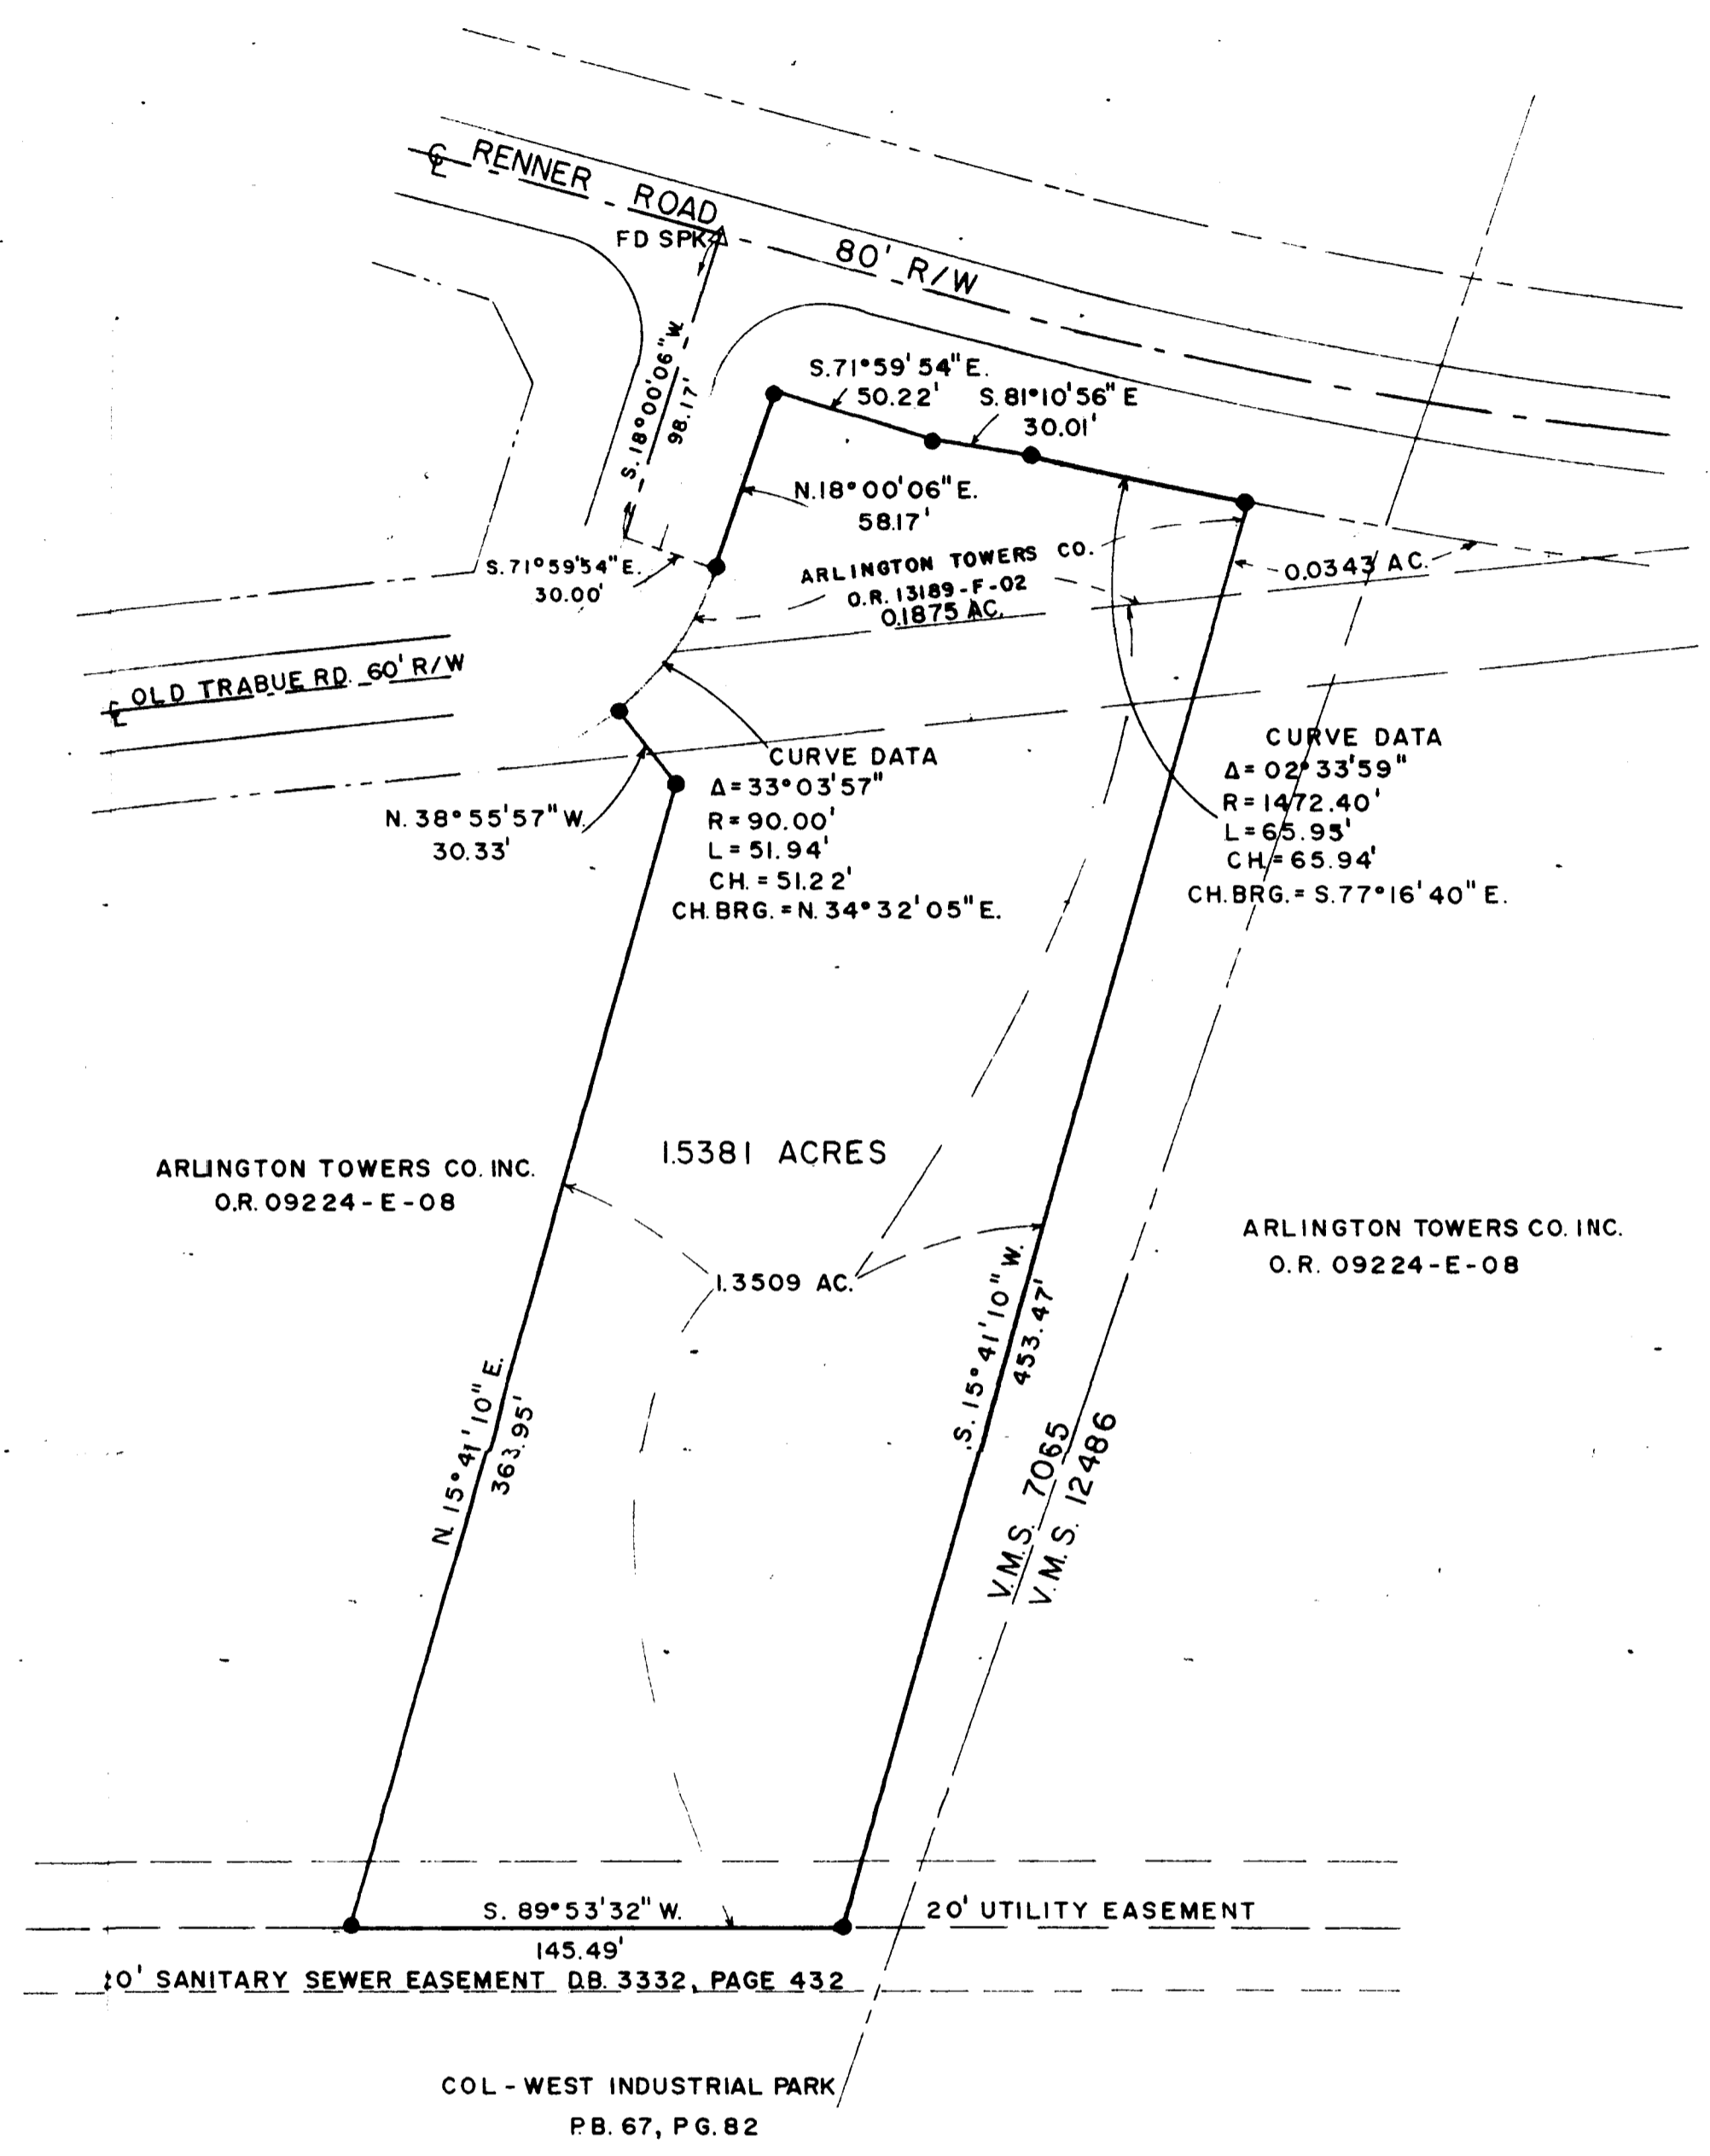 ℄ RENNER ROAD
FD SPK
80' R/W
S. 18°00'06" W.
98.17'
S. 71°59'54" E.
50.22'
S. 81°10'56" E
30.01'
N. 18°00'06" E.
58.17'
S. 71°59'54" E.
30.00'
ARLINGTON TOWERS CO.
O.R. 13189-F-02
0.1875 AC.
0.0343 AC.
℄ OLD TRABUE RD. 60' R/W
N. 38°55'57" W.
30.33'
CURVE DATA
Δ = 33°03'57"
R = 90.00'
L = 51.94'
CH. = 51.22'
CH. BRG. = N. 34°32'05" E.
CURVE DATA
Δ = 02°33'59"
R = 1472.40'
L = 65.95'
CH. = 65.94'
CH. BRG. = S. 77°16'40" E.
1.5381 ACRES
ARLINGTON TOWERS CO. INC.
O.R. 09224-E-08
1.3509 AC.
ARLINGTON TOWERS CO. INC.
O.R. 09224-E-08
N. 15°41'10" E.
363.95'
S. 15°41'10" W.
453.47'
V.M.S. 7065
V.M.S. 12486
S. 89°53'32" W.
145.49'
20' UTILITY EASEMENT
SANITARY SEWER EASEMENT D.B. 3332, PAGE 432
COL-WEST INDUSTRIAL PARK
P.B. 67, PG. 82